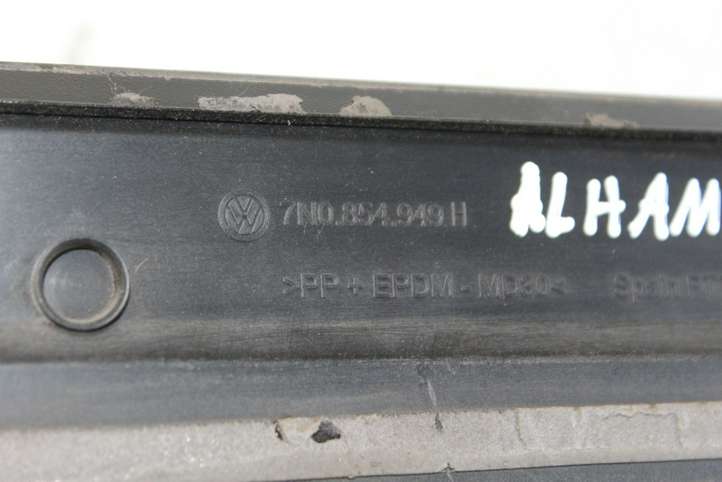 7N0.854.949 H
ALHAM
>PP + EPDM - MD30<